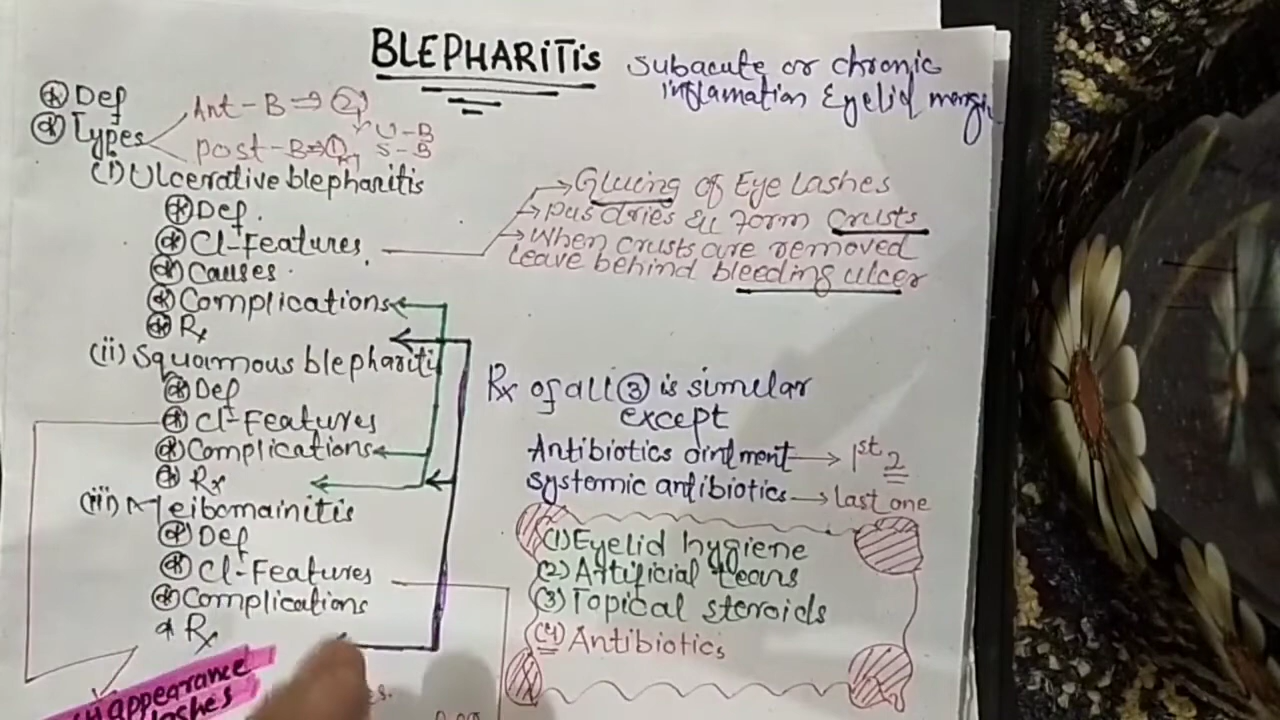 BLEPHARITIS
Subacute or chronic
inflamation Eyelid margin
Def
Types
Ant-B ⇒ 2
U-B
S-B
Post-B ⇒ 1
(i) Ulcerative blepharitis
Def.
Cl-Features
Causes.
Complications
Rx
Glueing of Eye lashes
Pus dries & form Crusts
When crusts are removed
leave behind bleeding ulcer
(ii) Squamous blephariti
Def
Cl-Features
Complications
Rx
(iii) Meibomainitis
Def
Cl-Features
Complications
Rx
Rx of all 3 is simular
except
Antibiotics ointment → 1st 2
Systemic antibiotics → last one
(1) Eyelid hygiene
(2) Artificial tears
(3) Topical steroids
(4) Antibiotics
appearance
lashes